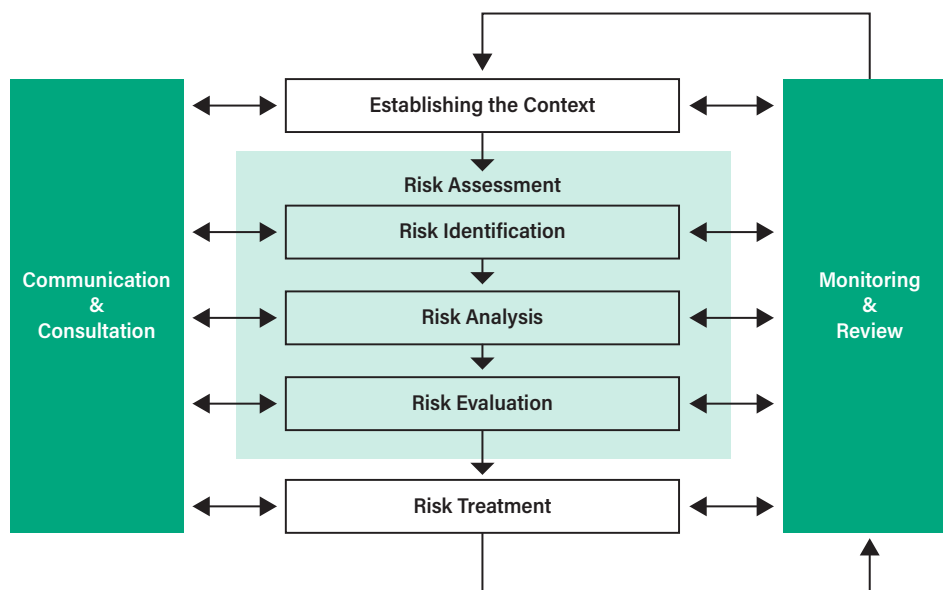 Establishing the Context
Risk Assessment
Risk Identification
Communication
&
Consultation
Risk Analysis
Monitoring
&
Review
Risk Evaluation
Risk Treatment